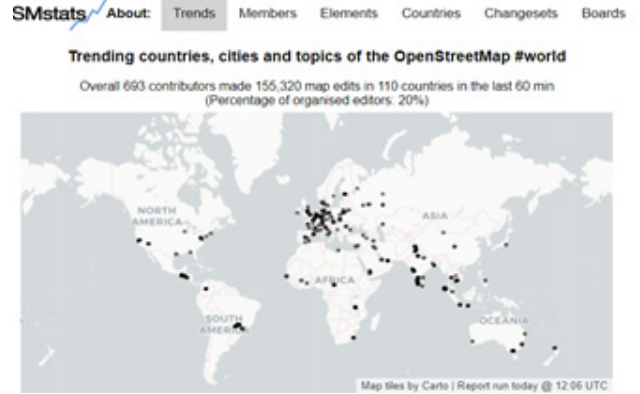 SMstats About: Trends Members Elements Countries Changesets Boards
Trending countries, cities and topics of the OpenStreetMap #world
Overall 693 contributors made 155,320 map edits in 110 countries in the last 60 min
(Percentage of organised editors: 20%)
NORTH
AMERICA
ASIA
AFRICA
SOUTH
AMERICA
OCEANIA
Map tiles by Carto | Report run today @ 12:06 UTC